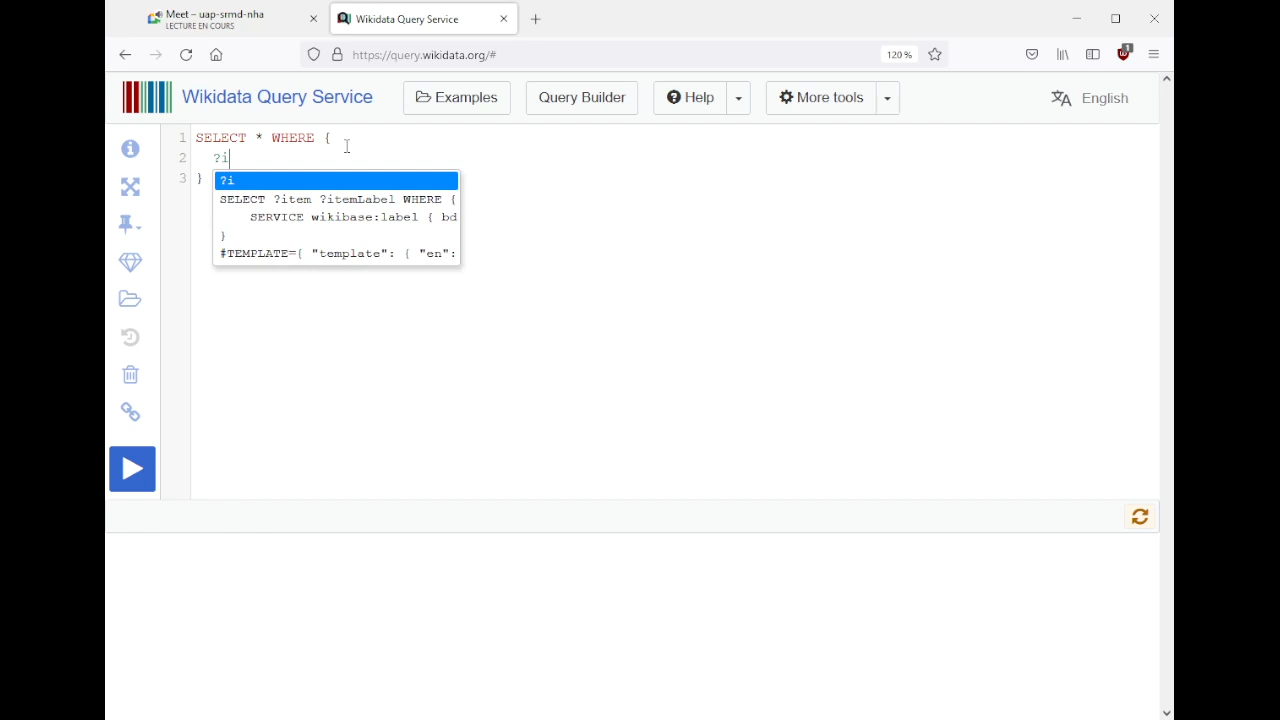 Meet – uap-srmd-nha
LECTURE EN COURS
Wikidata Query Service
https://query.wikidata.org/#
120 %
1
Wikidata Query Service
Examples
Query Builder
Help
More tools
English
1 SELECT * WHERE {
2 ?i
3 }
?i
SELECT ?item ?itemLabel WHERE {
SERVICE wikibase:label { bd
}
#TEMPLATE={ "template": { "en":